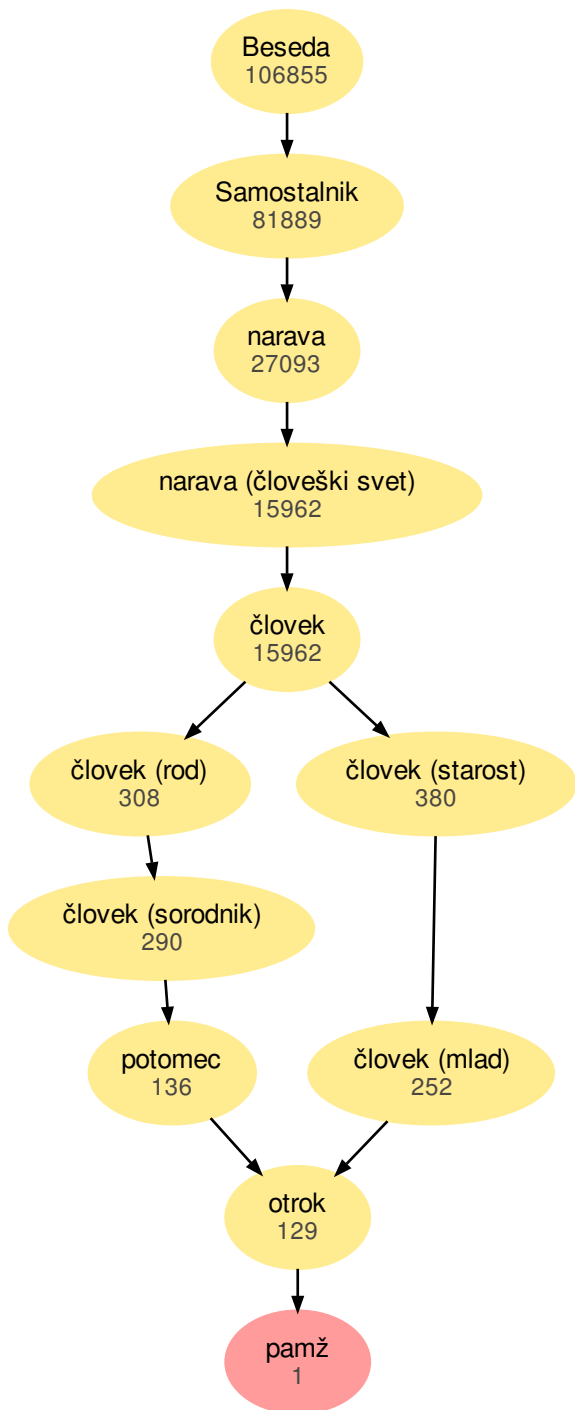 Beseda
106855
Samostalnik
81889
narava
27093
narava (človeški svet)
15962
človek
15962
človek (rod)
308
človek (starost)
380
človek (sorodnik)
290
potomec
136
človek (mlad)
252
otrok
129
pamž
1